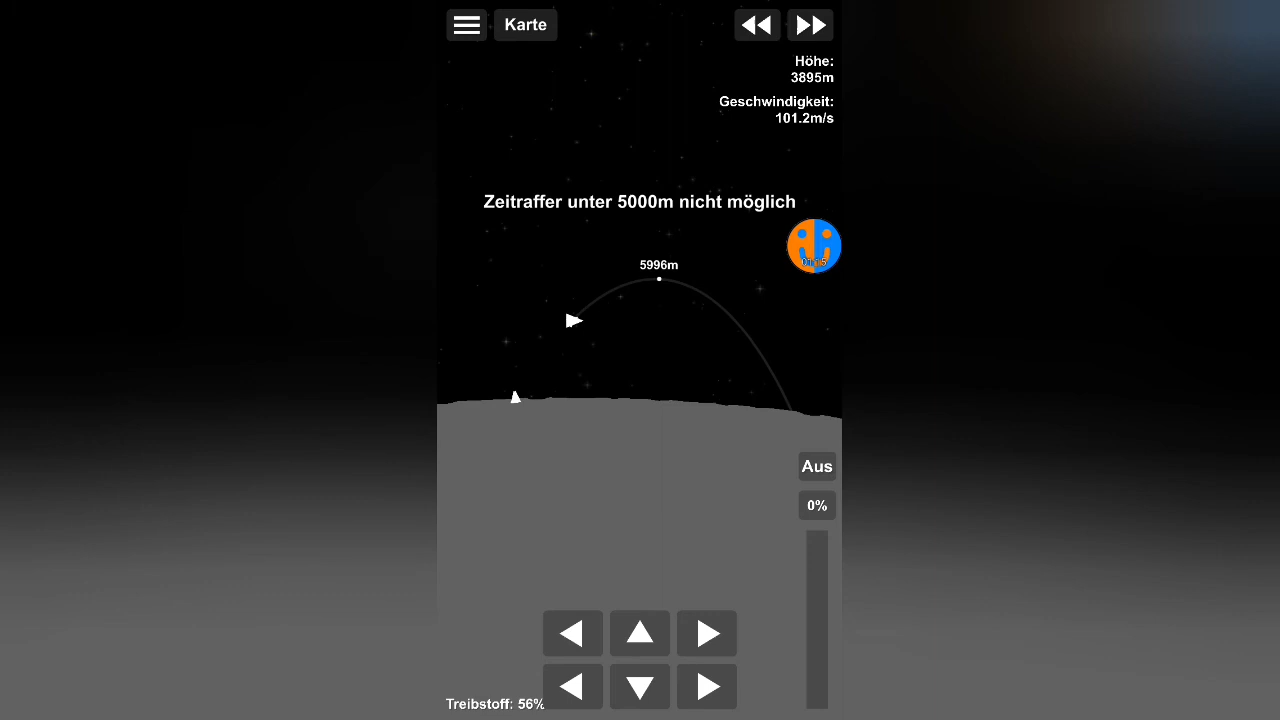 Karte
Höhe:
3895m
Geschwindigkeit:
101.2m/s
Zeitraffer unter 5000m nicht möglich
5996m
Aus
0%
Treibstoff: 56%